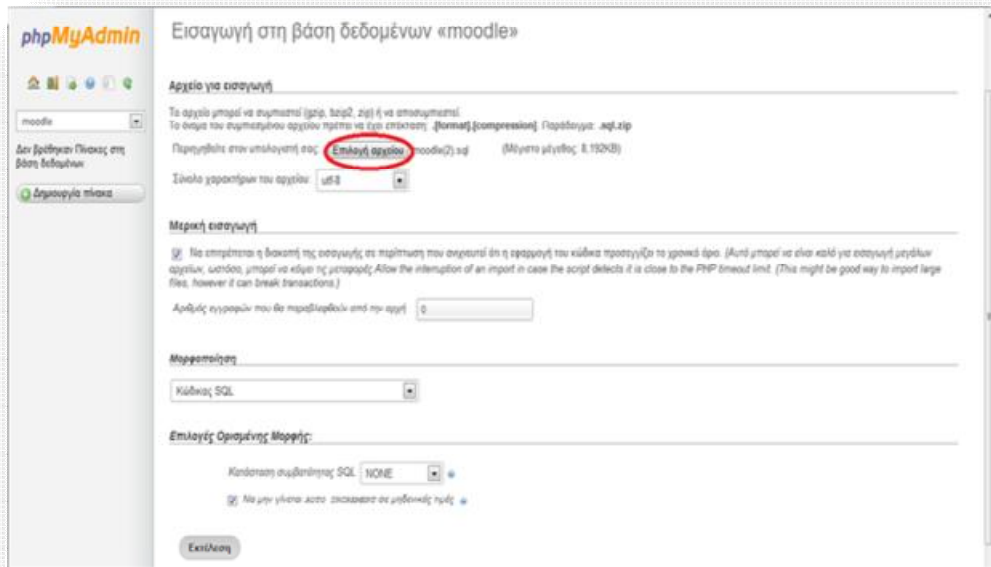 phpMyAdmin
moodle
Δεν βρέθηκαν Πίνακες στη
βάση δεδομένων
Δημιουργία πίνακα
Εισαγωγή στη βάση δεδομένων «moodle»
Αρχείο για εισαγωγή
Το αρχείο μπορεί να συμπιεστεί (gzip, bzip2, zip) ή να αποσυμπιεστεί.
Το όνομα του συμπιεσμένου αρχείου πρέπει να έχει επέκταση: .[format].[compression]. Παράδειγμα: .sql.zip
Περιηγηθείτε στον υπολογιστή σας: Επιλογή αρχείου moodle(2).sql (Μέγιστο μέγεθος: 8,192KB)
Σύνολο χαρακτήρων του αρχείου: utf-8
Μερική εισαγωγή
Να επιτρέπεται η διακοπή της εισαγωγής σε περίπτωση που ανιχνευτεί ότι η εφαρμογή του κώδικα προσεγγίζει το χρονικό όριο. (Αυτό μπορεί να είναι καλό για εισαγωγή μεγάλων
αρχείων, ωστόσο, μπορεί να κόψει τις μεταφορές.Allow the interruption of an import in case the script detects it is close to the PHP timeout limit. (This might be good way to import large
files, however it can break transactions.)
Αριθμός εγγραφών που θα παραβλεφθούν από την αρχή 0
Μορφοποίηση
Κώδικας SQL
Επιλογές Ορισμένης Μορφής:
Κατάσταση συμβατότητας SQL: NONE
Να μην γίνεται AUTO_INCREMENT σε μηδενικές τιμές
Εκτέλεση